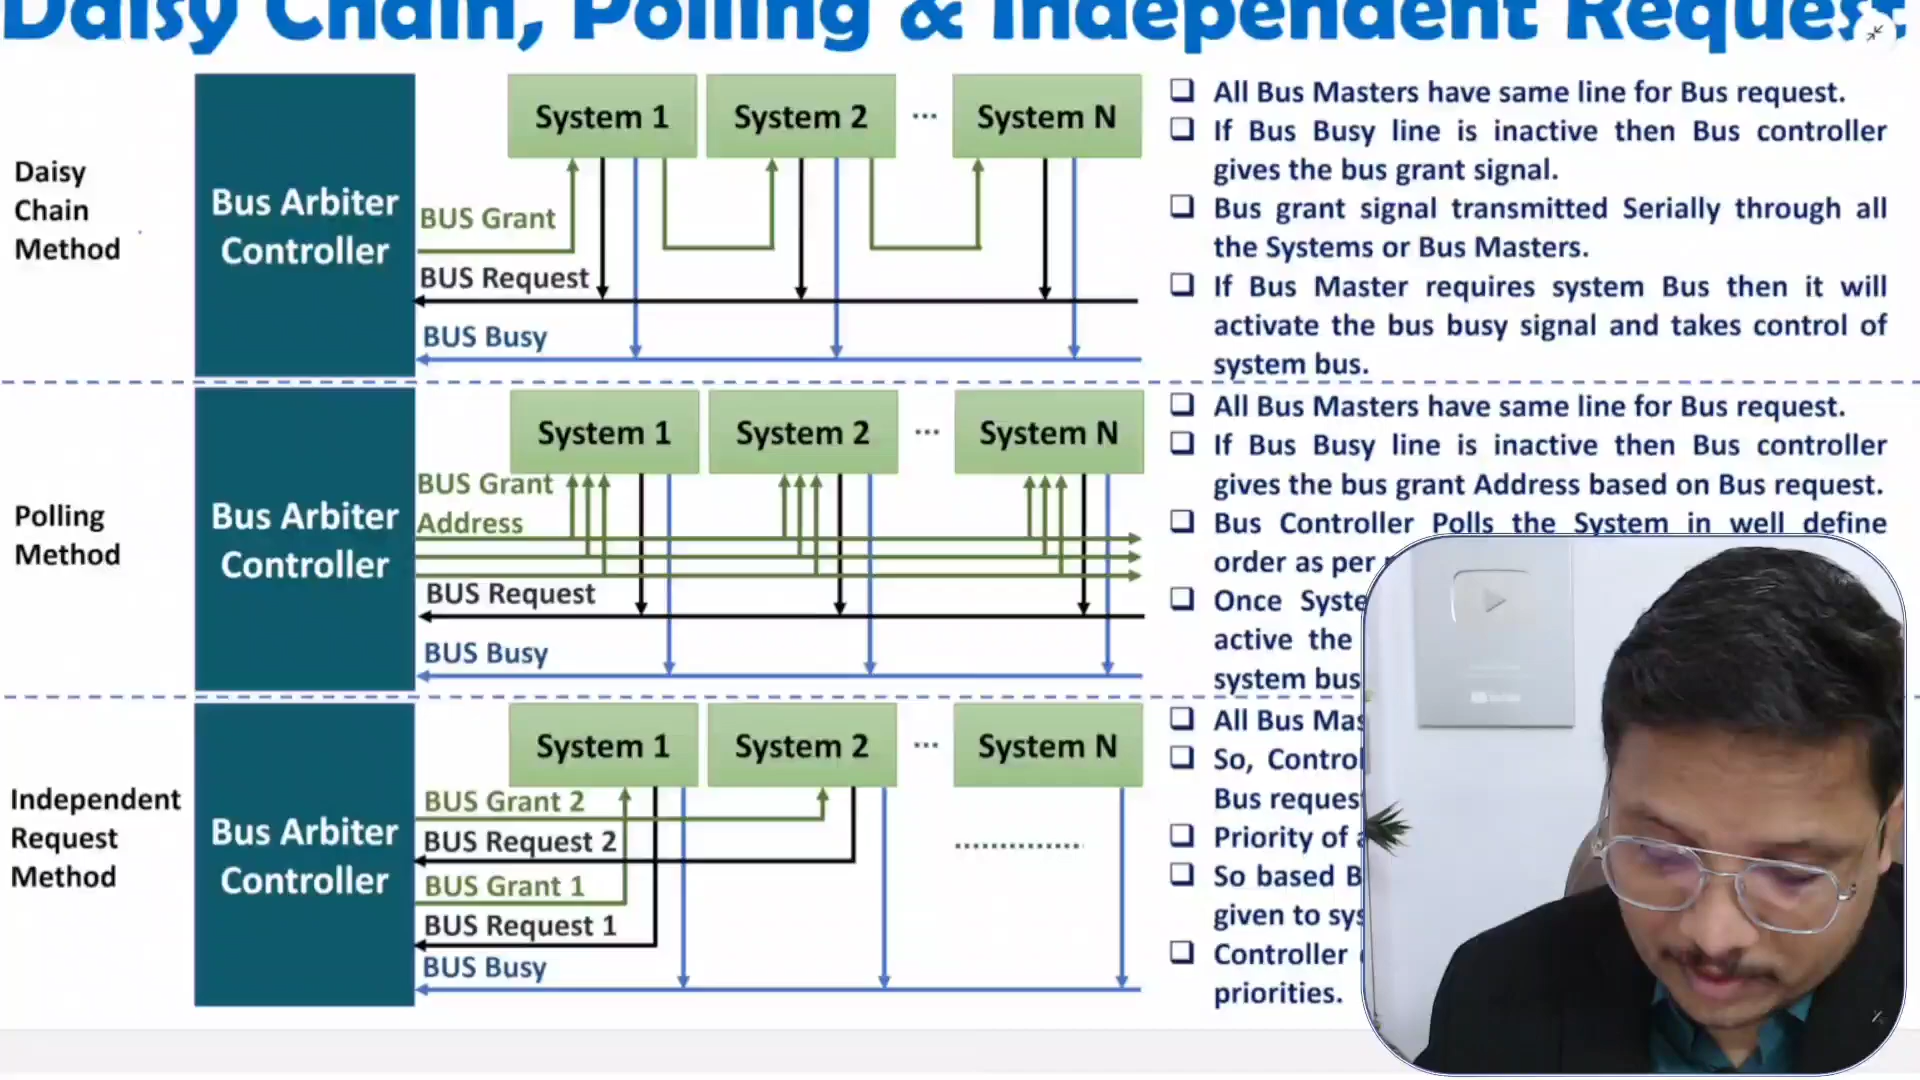 Daisy Chain, Polling & Independent Request
Daisy
Chain
Method
Bus Arbiter
Controller
System 1
System 2
...
System N
BUS Grant
BUS Request
BUS Busy
❑ All Bus Masters have same line for Bus request.
❑ If Bus Busy line is inactive then Bus controller
gives the bus grant signal.
❑ Bus grant signal transmitted Serially through all
the Systems or Bus Masters.
❑ If Bus Master requires system Bus then it will
activate the bus busy signal and takes control of
system bus.
Polling
Method
Bus Arbiter
Controller
System 1
System 2
...
System N
BUS Grant
Address
BUS Request
BUS Busy
❑ All Bus Masters have same line for Bus request.
❑ If Bus Busy line is inactive then Bus controller
gives the bus grant Address based on Bus request.
❑ Bus Controller Polls the System in well define
order as per
❑ Once
active the
system bus
Independent
Request
Method
Bus Arbiter
Controller
System 1
System 2
...
System N
BUS Grant 2
BUS Request 2
BUS Grant 1
BUS Request 1
BUS Busy
❑ All Bus
❑ So,
Bus
❑ Priority of
❑ So based
given to
❑ Controller
priorities.